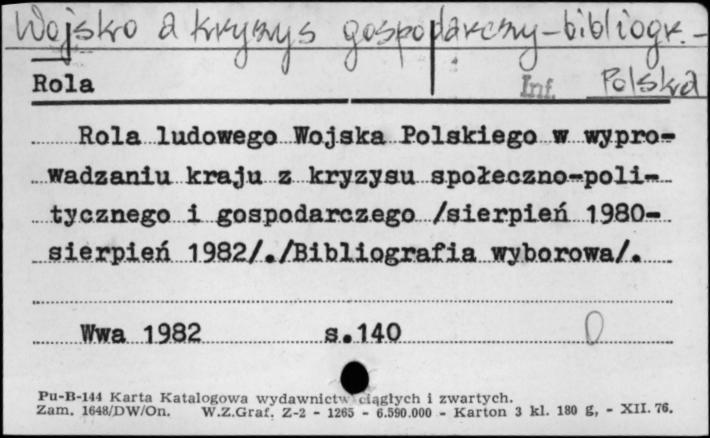 Wojsko a kryzys gospodarczy - bibliogr. -
Rola
Inf.
Polska
Rola ludowego Wojska Polskiego w wypro-
wadzaniu kraju z kryzysu społeczno-poli-
tycznego i gospodarczego /sierpień 1980-
sierpień 1982/./Bibliografia wyborowa/.
Wwa 1982 s.140
0
Pu-B-144 Karta Katalogowa wydawnictw ciągłych i zwartych.
Zam. 1648/DW/On. W.Z.Graf. Z-2 - 1265 - 6.590.000 - Karton 3 kl. 180 g, - XII. 76.